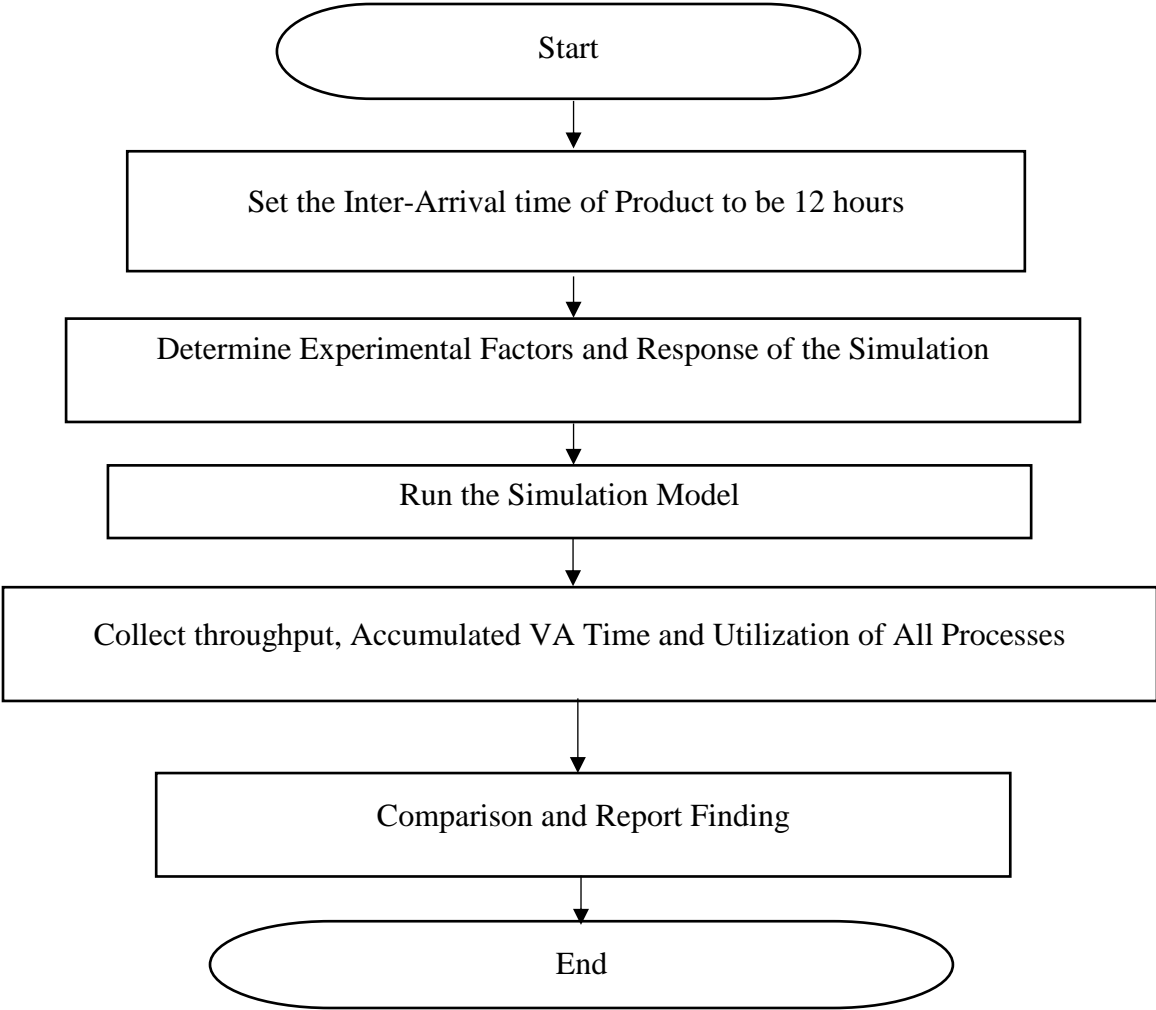 Start
Set the Inter-Arrival time of Product to be 12 hours
Determine Experimental Factors and Response of the Simulation
Run the Simulation Model
Collect throughput, Accumulated VA Time and Utilization of All Processes
Comparison and Report Finding
End